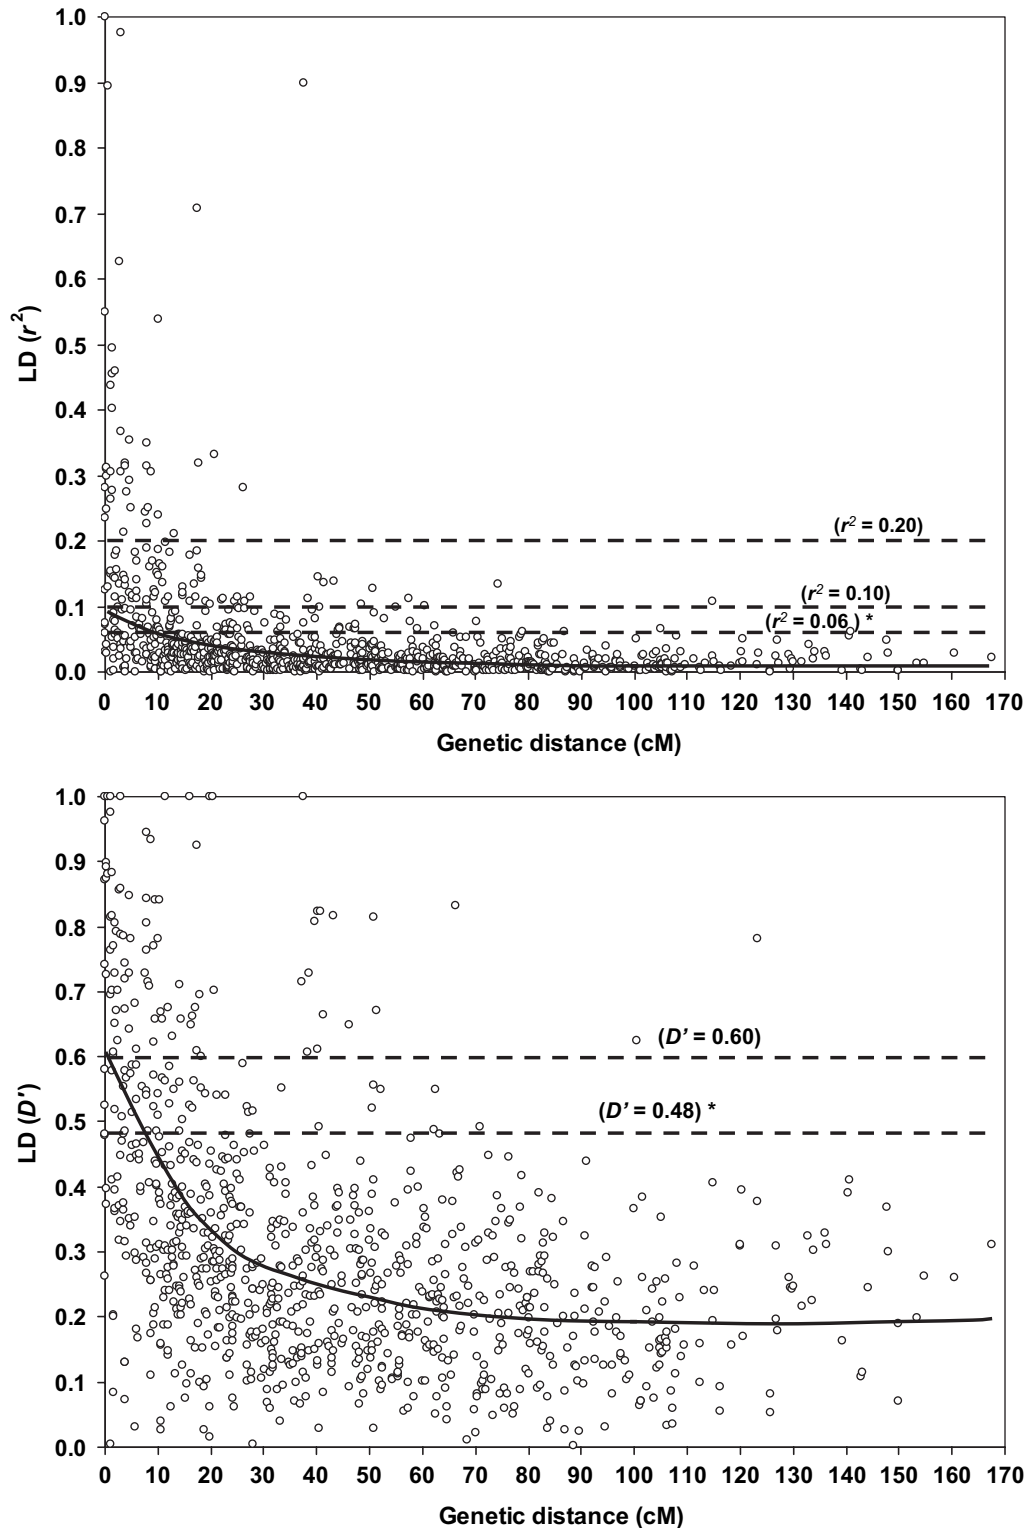 1.0
0.9
0.8
0.7
0.6
0.5
0.4
0.3
0.2
0.1
0.0
LD (r²)
(r² = 0.20)
(r² = 0.10)
(r² = 0.06 ) *
0 10 20 30 40 50 60 70 80 90 100 110 120 130 140 150 160 170
Genetic distance (cM)
1.0
0.9
0.8
0.7
0.6
0.5
0.4
0.3
0.2
0.1
0.0
LD (D')
(D' = 0.60)
(D' = 0.48) *
0 10 20 30 40 50 60 70 80 90 100 110 120 130 140 150 160 170
Genetic distance (cM)